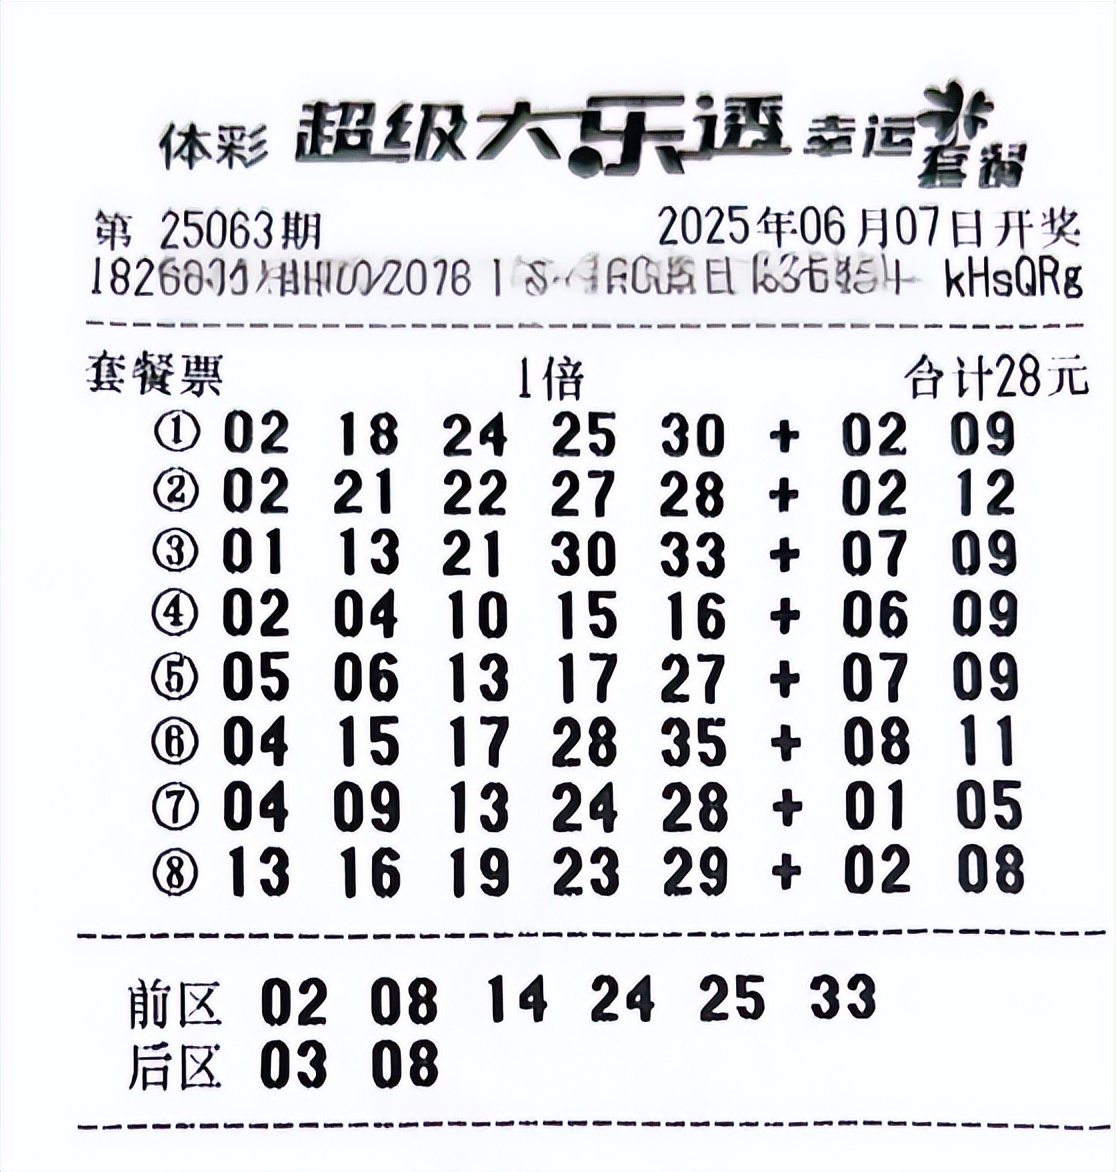 体彩 超级大乐透 幸运套餐
第 25063期 2025年06月07日开奖
kHsQRg
套餐票 1倍 合计28元
① 02 18 24 25 30 + 02 09
② 02 21 22 27 28 + 02 12
③ 01 13 21 30 33 + 07 09
④ 02 04 10 15 16 + 06 09
⑤ 05 06 13 17 27 + 07 09
⑥ 04 15 17 28 35 + 08 11
⑦ 04 09 13 24 28 + 01 05
⑧ 13 16 19 23 29 + 02 08
前区 02 08 14 24 25 33
后区 03 08